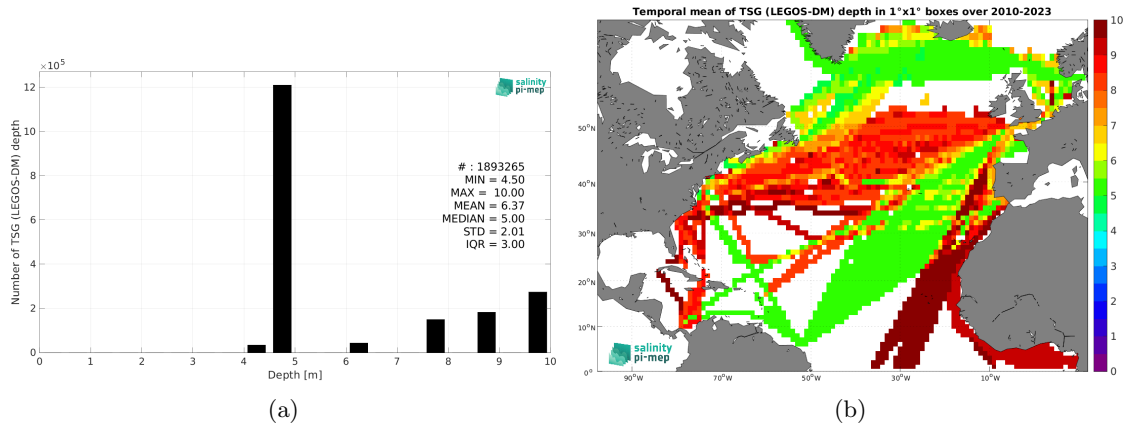 ×10⁵
12
10
8
6
4
2
0
Number of TSG (LEGOS-DM) depth
salinity
pi-mep
# : 1893265
MIN = 4.50
MAX = 10.00
MEAN = 6.37
MEDIAN = 5.00
STD = 2.01
IQR = 3.00
0 1 2 3 4 5 6 7 8 9 10
Depth [m]
(a)
Temporal mean of TSG (LEGOS-DM) depth in 1°x1° boxes over 2010-2023
50°N
40°N
30°N
20°N
10°N
0°
salinity
pi-mep
90°W 70°W 50°W 30°W 10°W
10
9
8
7
6
5
4
3
2
1
0
(b)